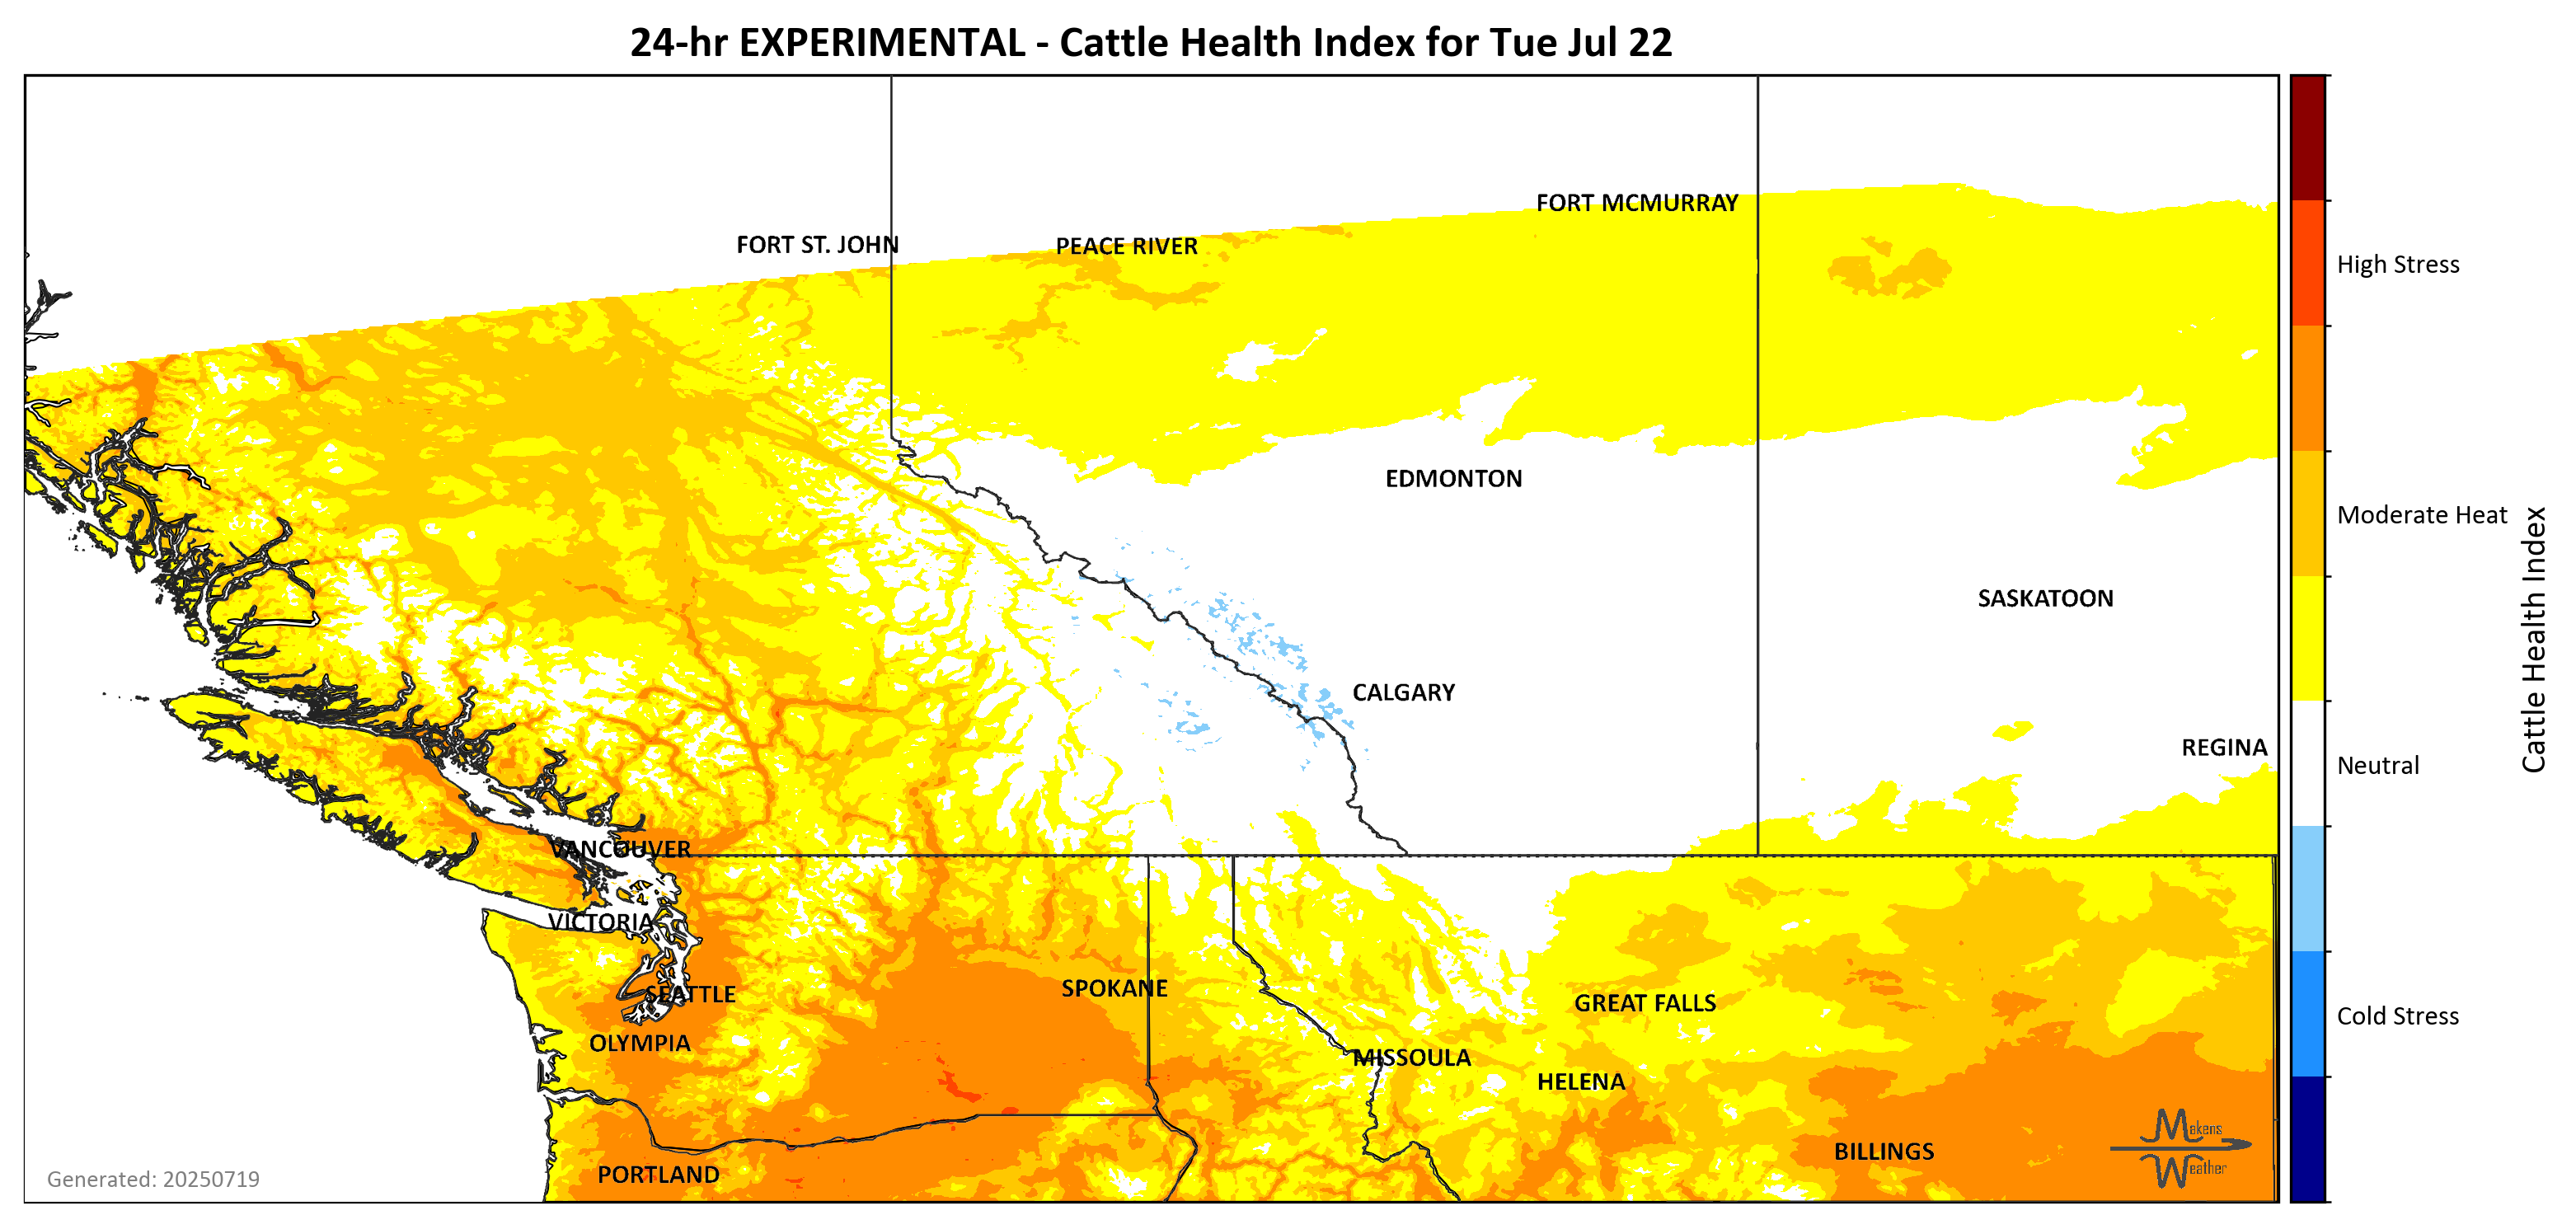 24-hr EXPERIMENTAL - Cattle Health Index for Tue Jul 22
FORT MCMURRAY
FORT ST. JOHN
PEACE RIVER
High Stress
EDMONTON
Moderate Heat
SASKATOON
Cattle Health Index
CALGARY
REGINA
Neutral
VANCOUVER
VICTORIA
SEATTLE
SPOKANE
GREAT FALLS
Cold Stress
OLYMPIA
MISSOULA
HELENA
Makens
Weather
BILLINGS
PORTLAND
Generated: 20250719